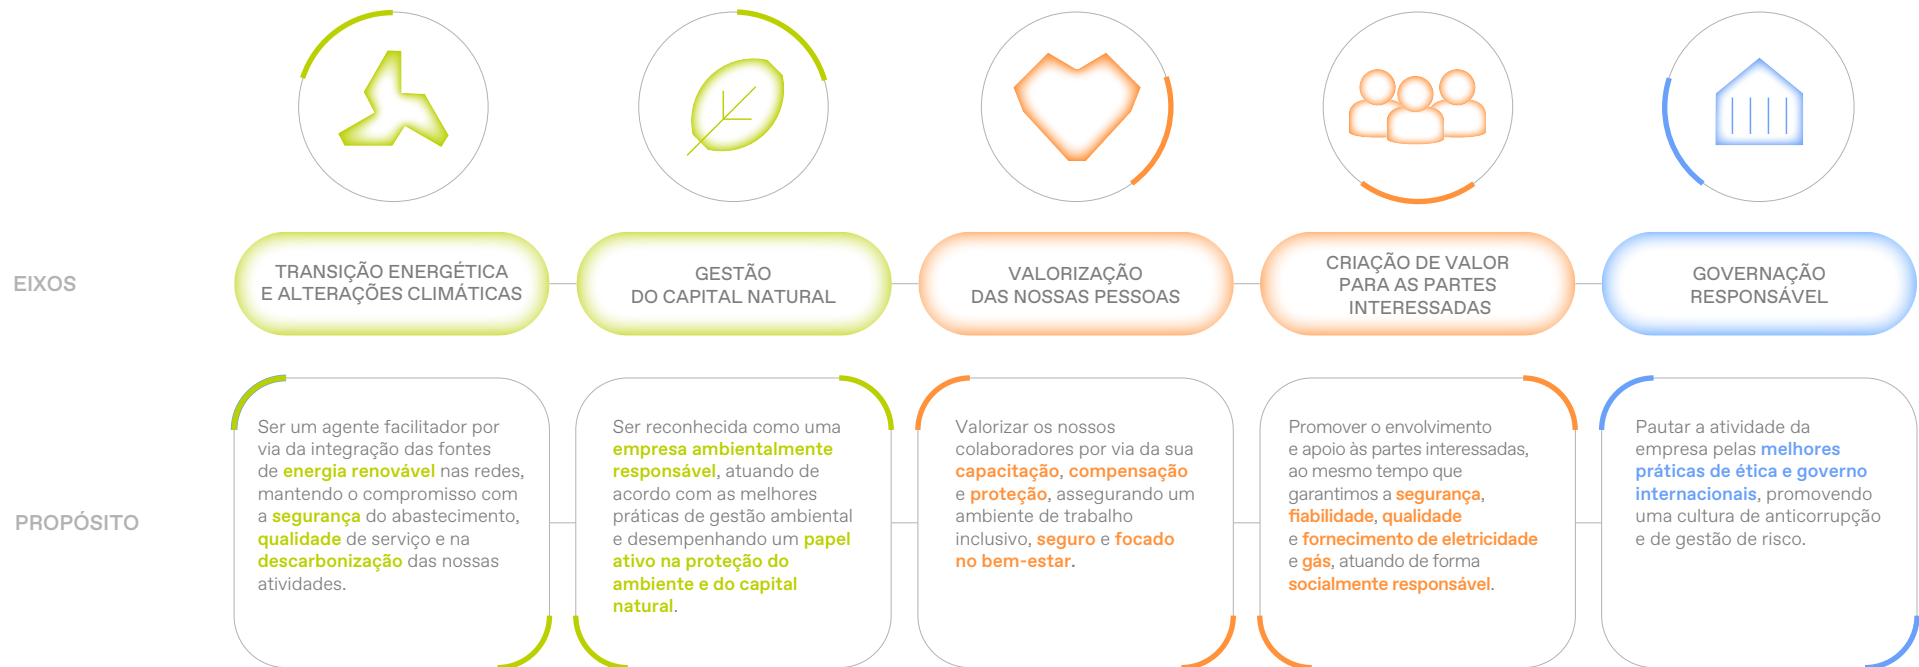 EIXOS
TRANSIÇÃO ENERGÉTICA
E ALTERAÇÕES CLIMÁTICAS
GESTÃO
DO CAPITAL NATURAL
VALORIZAÇÃO
DAS NOSSAS PESSOAS
CRIAÇÃO DE VALOR
PARA AS PARTES
INTERESSADAS
GOVERNAÇÃO
RESPONSÁVEL
PROPÓSITO
Ser um agente facilitador por
via da integração das fontes
de energia renovável nas redes,
mantendo o compromisso com
a segurança do abastecimento,
qualidade de serviço e na
descarbonização das nossas
atividades.
Ser reconhecida como uma
empresa ambientalmente
responsável, atuando de
acordo com as melhores
práticas de gestão ambiental
e desempenhando um papel
ativo na proteção do
ambiente e do capital
natural.
Valorizar os nossos
colaboradores por via da sua
capacitação, compensação
e proteção, assegurando um
ambiente de trabalho
inclusivo, seguro e focado
no bem-estar.
Promover o envolvimento
e apoio às partes interessadas,
ao mesmo tempo que
garantimos a segurança,
fiabilidade, qualidade
e fornecimento de eletricidade
e gás, atuando de forma
socialmente responsável.
Pautar a atividade da
empresa pelas melhores
práticas de ética e governo
internacionais, promovendo
uma cultura de anticorrupção
e de gestão de risco.